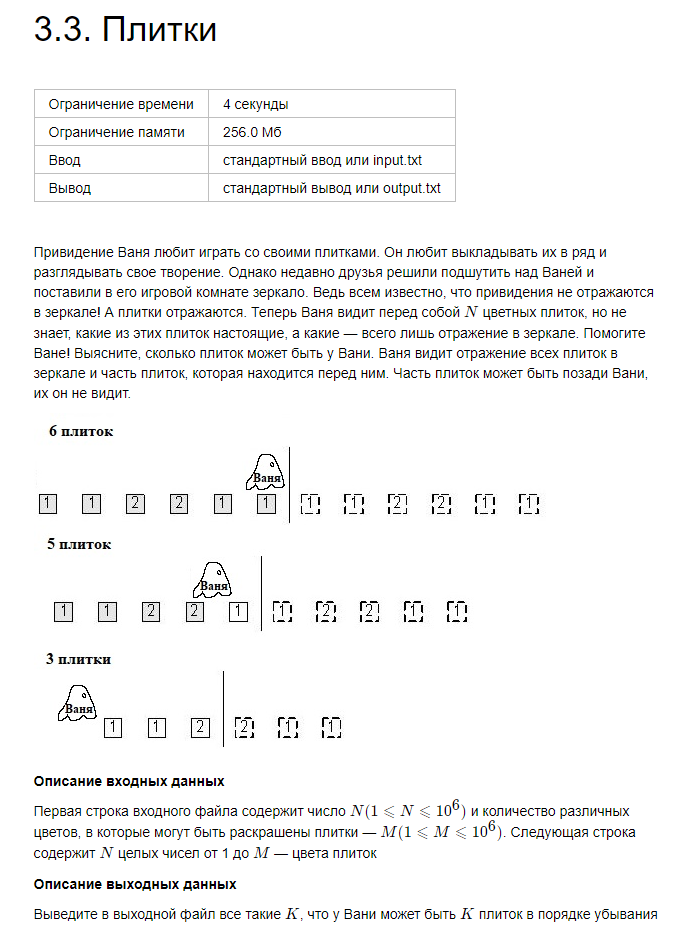 3.3. Плитки
Ограничение времени 4 секунды
Ограничение памяти 256.0 Мб
Ввод стандартный ввод или input.txt
Вывод стандартный вывод или output.txt
Привидение Ваня любит играть со своими плитками. Он любит выкладывать их в ряд и
разглядывать свое творение. Однако недавно друзья решили подшутить над Ваней и
поставили в его игровой комнате зеркало. Ведь всем известно, что привидения не отражаются
в зеркале! А плитки отражаются. Теперь Ваня видит перед собой N цветных плиток, но не
знает, какие из этих плиток настоящие, а какие — всего лишь отражение в зеркале. Помогите
Ване! Выясните, сколько плиток может быть у Вани. Ваня видит отражение всех плиток в
зеркале и часть плиток, которая находится перед ним. Часть плиток может быть позади Вани,
их он не видит.
6 плиток
Ваня
1 1 2 2 1 1 1 1 2 2 1 1
5 плиток
Ваня
1 1 2 2 1 1 2 2 1 1
3 плитки
Ваня
1 1 2 2 1 1
Описание входных данных
Первая строка входного файла содержит число N(1 ⩽ N ⩽ 10^6) и количество различных
цветов, в которые могут быть раскрашены плитки — M(1 ⩽ M ⩽ 10^6). Следующая строка
содержит N целых чисел от 1 до M — цвета плиток
Описание выходных данных
Выведите в выходной файл все такие K, что у Вани может быть K плиток в порядке убывания